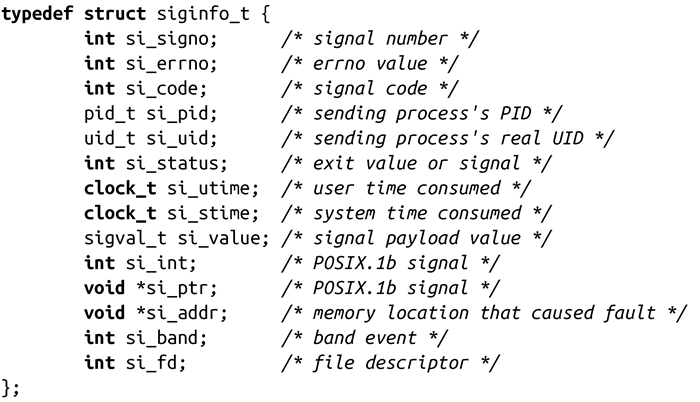 typedef struct siginfo_t {
        int si_signo;      /* signal number */
        int si_errno;      /* errno value */
        int si_code;       /* signal code */
        pid_t si_pid;      /* sending process's PID */
        uid_t si_uid;      /* sending process's real UID */
        int si_status;     /* exit value or signal */
        clock_t si_utime;  /* user time consumed */
        clock_t si_stime;  /* system time consumed */
        sigval_t si_value; /* signal payload value */
        int si_int;        /* POSIX.1b signal */
        void *si_ptr;      /* POSIX.1b signal */
        void *si_addr;     /* memory location that caused fault */
        int si_band;       /* band event */
        int si_fd;         /* file descriptor */
};